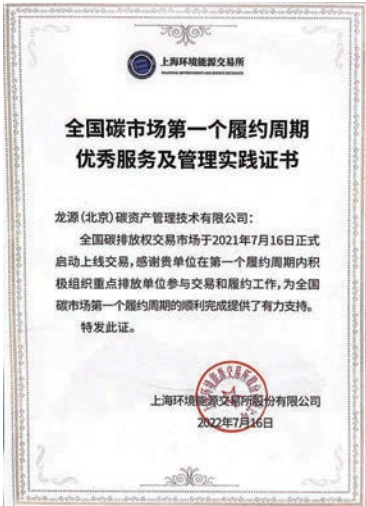 上海环境能源交易所
SHANGHAI ENVIRONMENT AND ENERGY EXCHANGE
全国碳市场第一个履约周期
优秀服务及管理实践证书
龙源（北京）碳资产管理技术有限公司：
全国碳排放权交易市场于2021年7月16日正式
启动上线交易，感谢贵单位在第一个履约周期内积
极组织重点排放单位参与交易和履约工作，为全国
碳市场第一个履约周期的顺利完成提供了有力支持。
特发此证。
上海环境能源交易所股份有限公司
2022年7月16日